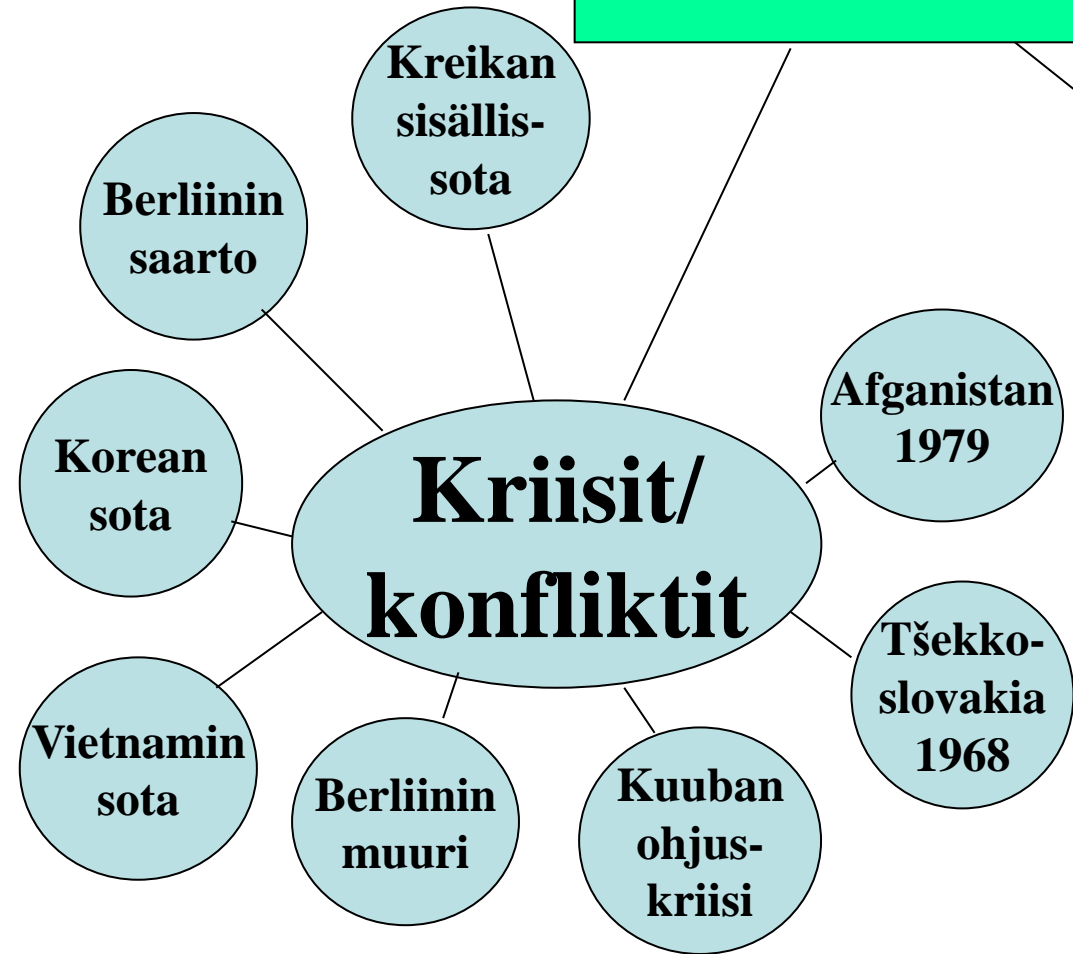 Kreikan
sisällis-
sota
Berliinin
saarto
Afganistan
1979
Korean
sota
Kriisit/
konfliktit
Tšekko-
slovakia
1968
Vietnamin
sota
Berliinin
muuri
Kuuban
ohjus-
kriisi